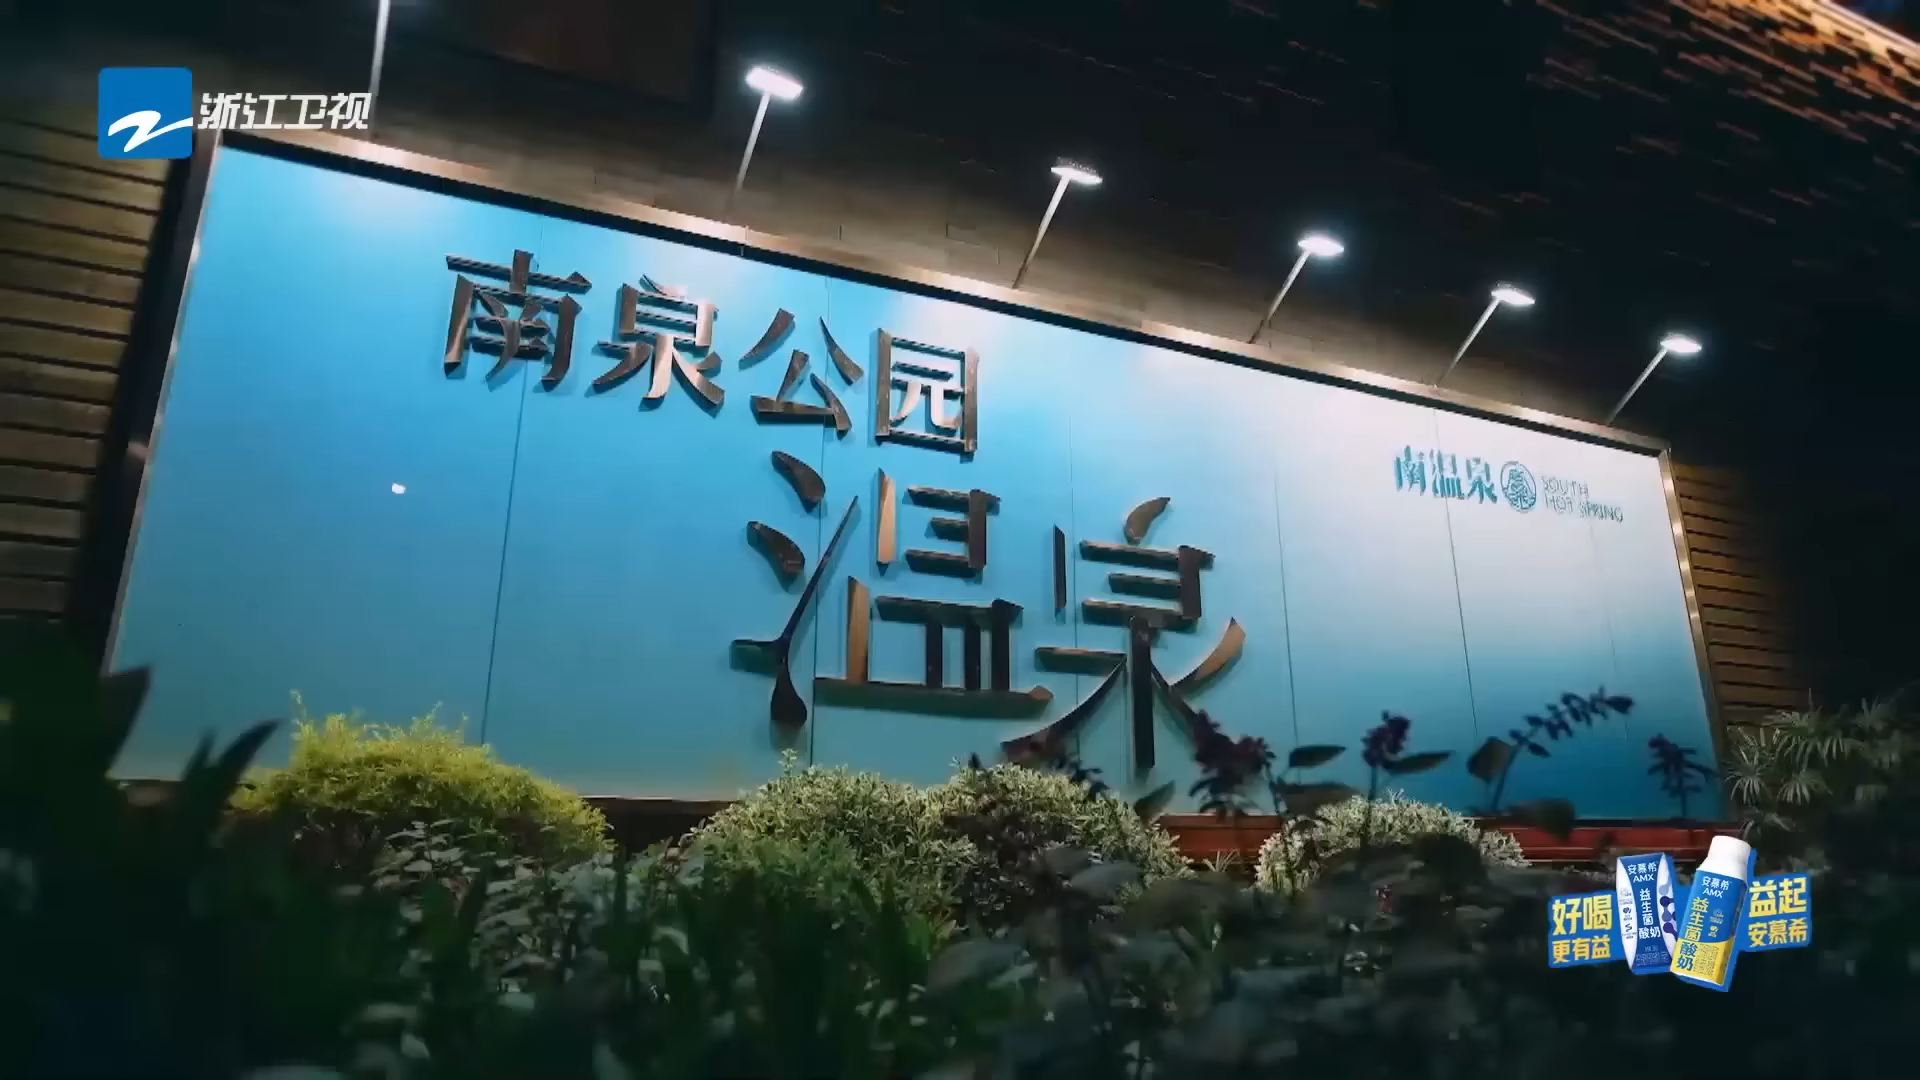 浙江卫视
南泉公园
温泉
南温泉
SOUTH
HOT SPRING
好喝
更有益
安慕希
AMX
益生菌
酸奶
安慕希
AMX
益生菌
酸奶
益起
安慕希